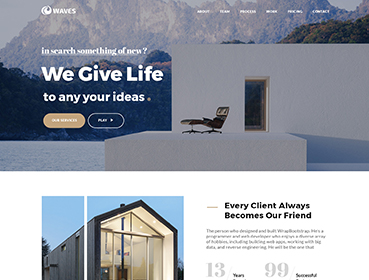 WAVES
ABOUT TEAM PROCESS WORK PRICING CONTACT
in search something of new?
We Give Life
to any your ideas
OUR SERVICES PLAY
Every Client Always
Becomes Our Friend
The person who designed and built WrapBootstrap. He's a
programmer and web developer who enjoys a diverse array
of hobbies, including building web apps, working with big
data, and reverse engineering. He will be the one that
13 Years 99 Successful